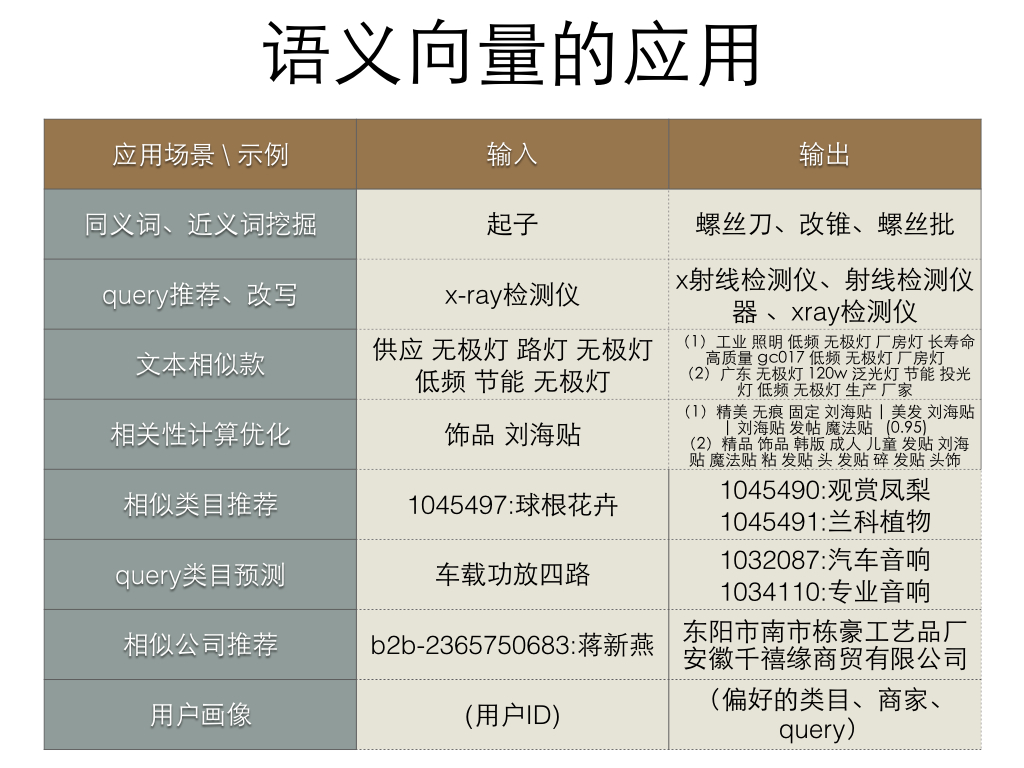 语义向量的应用
应用场景 \ 示例
输入
输出
同义词、近义词挖掘
起子
螺丝刀、改锥、螺丝批
query推荐、改写
x-ray检测仪
x射线检测仪、射线检测仪
器 、xray检测仪
文本相似款
供应 无极灯 路灯 无极灯
低频 节能 无极灯
（1）工业 照明 低频 无极灯 厂房灯 长寿命
高质量 gc017 低频 无极灯 厂房灯
（2）广东 无极灯 120w 泛光灯 节能 投光
灯 低频 无极灯 生产 厂家
相关性计算优化
饰品 刘海贴
（1）精美 无痕 固定 刘海贴 | 美发 刘海贴
| 刘海贴 发帖 魔法贴 (0.95)
（2）精品 饰品 韩版 成人 儿童 发贴 刘海
贴 魔法贴 粘 发贴 头 发贴 碎 发贴 头饰
相似类目推荐
1045497:球根花卉
1045490:观赏凤梨
1045491:兰科植物
query类目预测
车载功放四路
1032087:汽车音响
1034110:专业音响
相似公司推荐
b2b-2365750683:蒋新燕
东阳市南市栋豪工艺品厂
安徽千禧缘商贸有限公司
用户画像
(用户ID)
（偏好的类目、商家、
query）